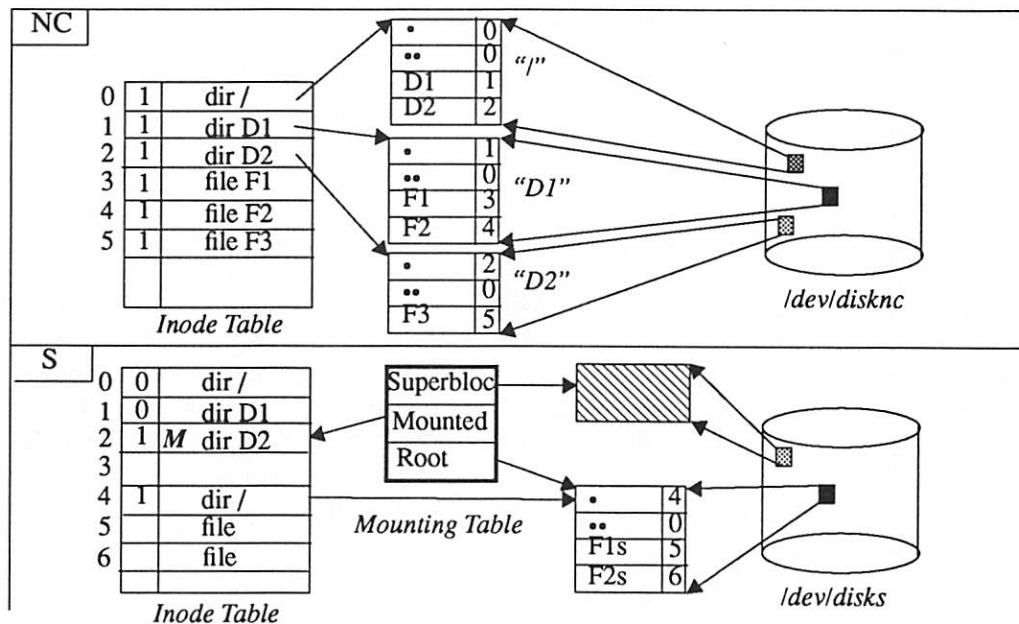 NC
0 1 dir /
1 1 dir D1
2 1 dir D2
3 1 file F1
4 1 file F2
5 1 file F3
Inode Table
. 0
.. 0
D1 1
D2 2
"/"
. 1
.. 0
F1 3
F2 4
"D1"
. 2
.. 0
F3 5
"D2"
/dev/disknc
S
0 0 dir /
1 0 dir D1
2 1 M dir D2
3
4 1 dir /
5 file
6 file
Inode Table
Superbloc
Mounted
Root
Mounting Table
. 4
.. 0
F1s 5
F2s 6
/dev/disks